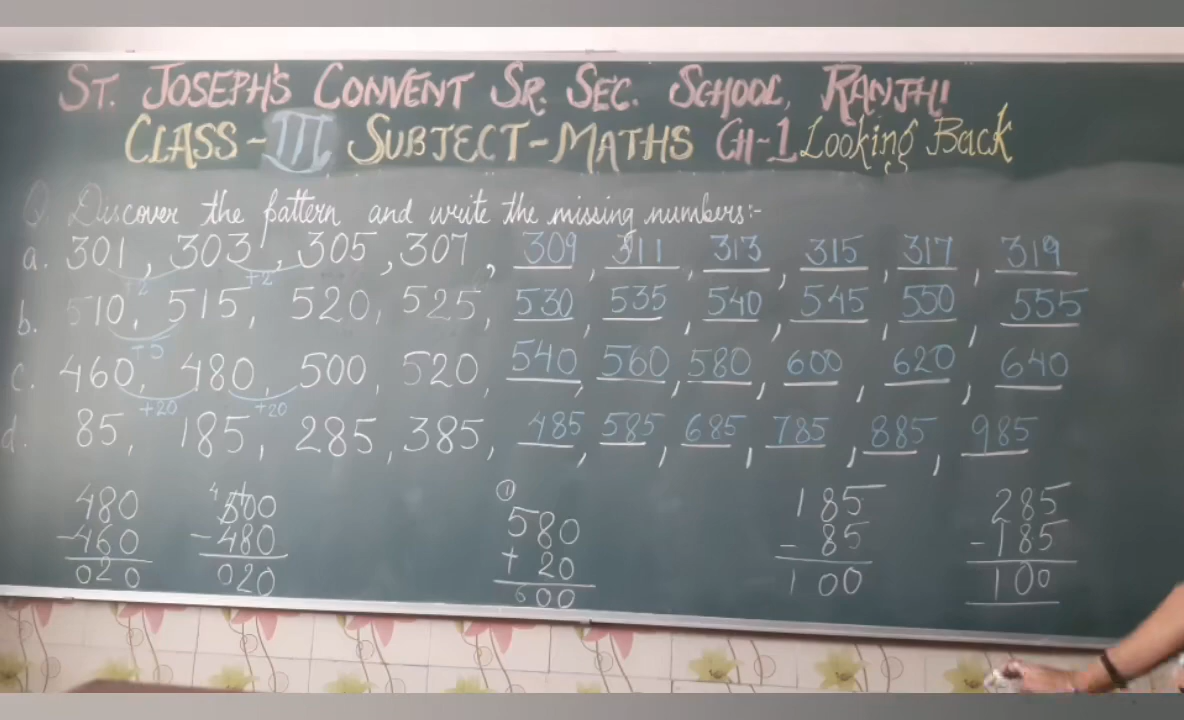 ST. JOSEPH'S CONVENT SR. SEC. SCHOOL, RANJHI
CLASS-III SUBJECT-MATHS CH-1 Looking Back
Q. Discover the pattern and write the missing numbers:-
a. 301, 303, 305, 307, 309, 311, 313, 315, 317, 319
+2 +2
b. 510, 515, 520, 525, 530, 535, 540, 545, 550, 555
+5
c. 460, 480, 500, 520, 540, 560, 580, 600, 620, 640
+20 +20
d. 85, 185, 285, 385, 485, 585, 685, 785, 885, 985
480 500 1 580 185 285
-460 -480 + 20 - 85 -185
020 020 600 100 100